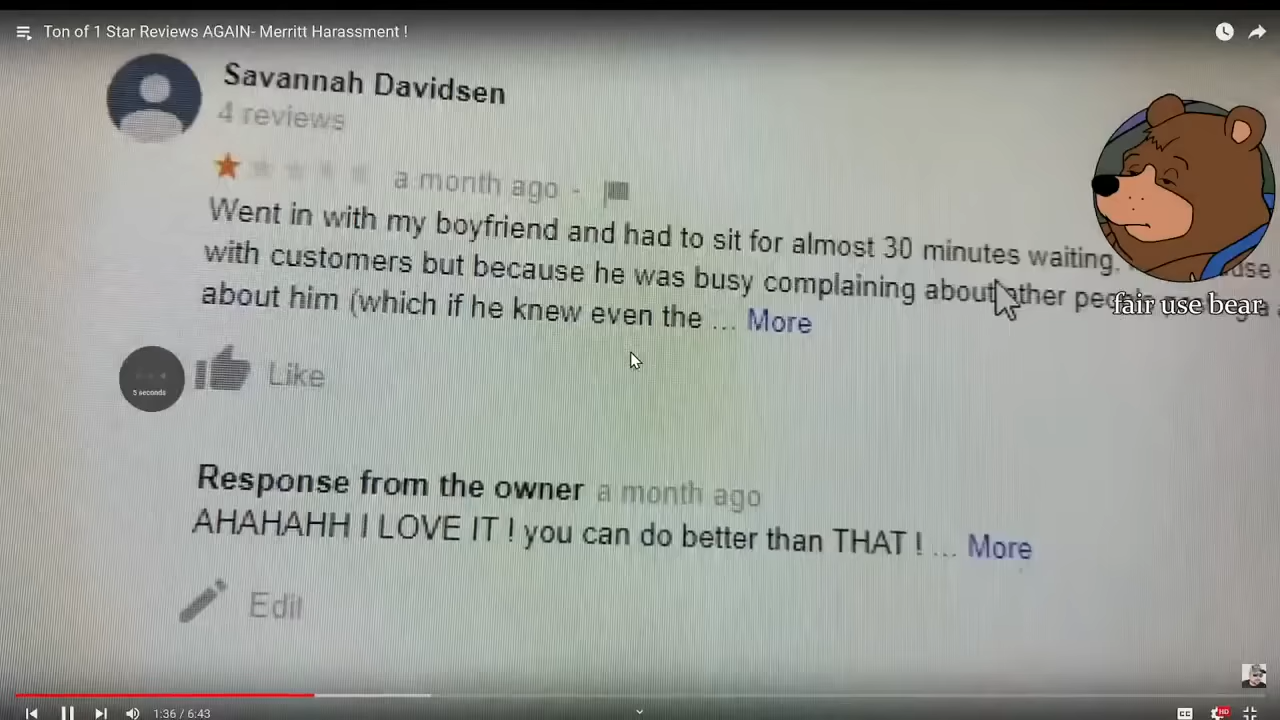 Ton of 1 Star Reviews AGAIN- Merritt Harassment !
Savannah Davidsen
4 reviews
a month ago -
Went in with my boyfriend and had to sit for almost 30 minutes waiting.
with customers but because he was busy complaining about other
about him (which if he knew even the ... More
fair use bear
5 seconds
Like
Response from the owner a month ago
AHAHAHH I LOVE IT ! you can do better than THAT ! ... More
Edit
1:36 / 6:43
CC
HD